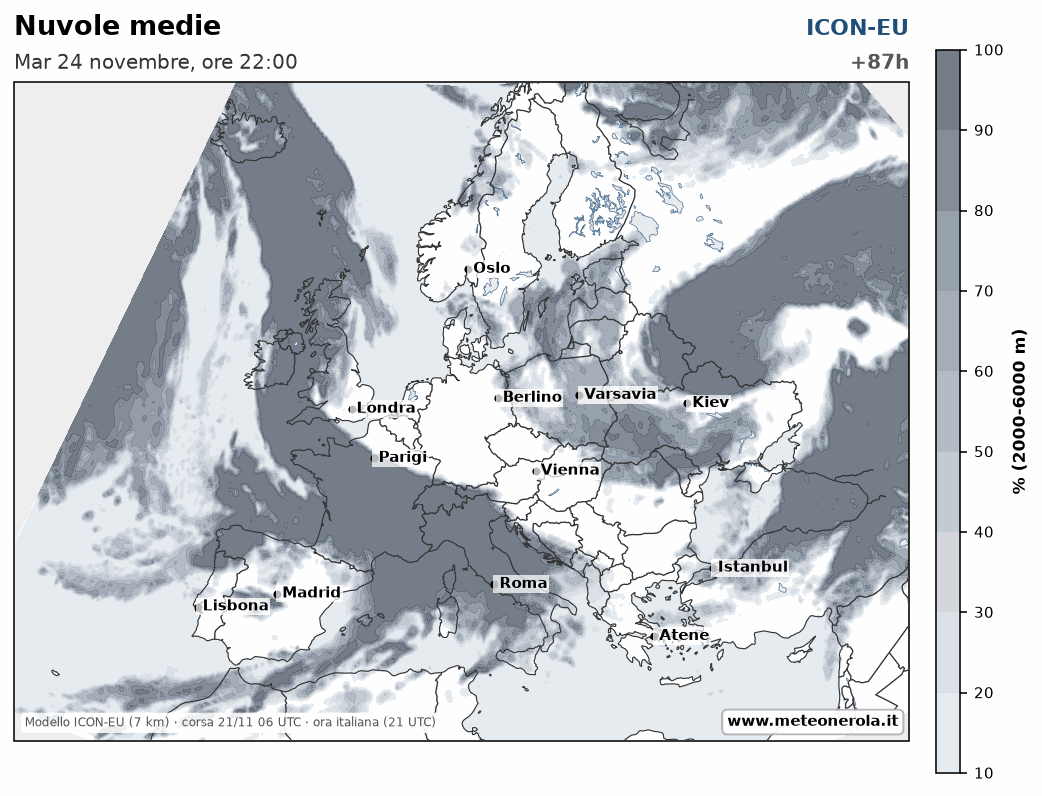 Nuvole medie
ICON-EU
Mar 24 novembre, ore 22:00
+87h
100
90
80
70
60
50
40
30
20
10
% (2000-6000 m)
Oslo
Londra
Berlino
Varsavia
Kiev
Parigi
Vienna
Istanbul
Roma
Madrid
Lisbona
Atene
Modello ICON-EU (7 km) · corsa 21/11 06 UTC · ora italiana (21 UTC)
www.meteonerola.it